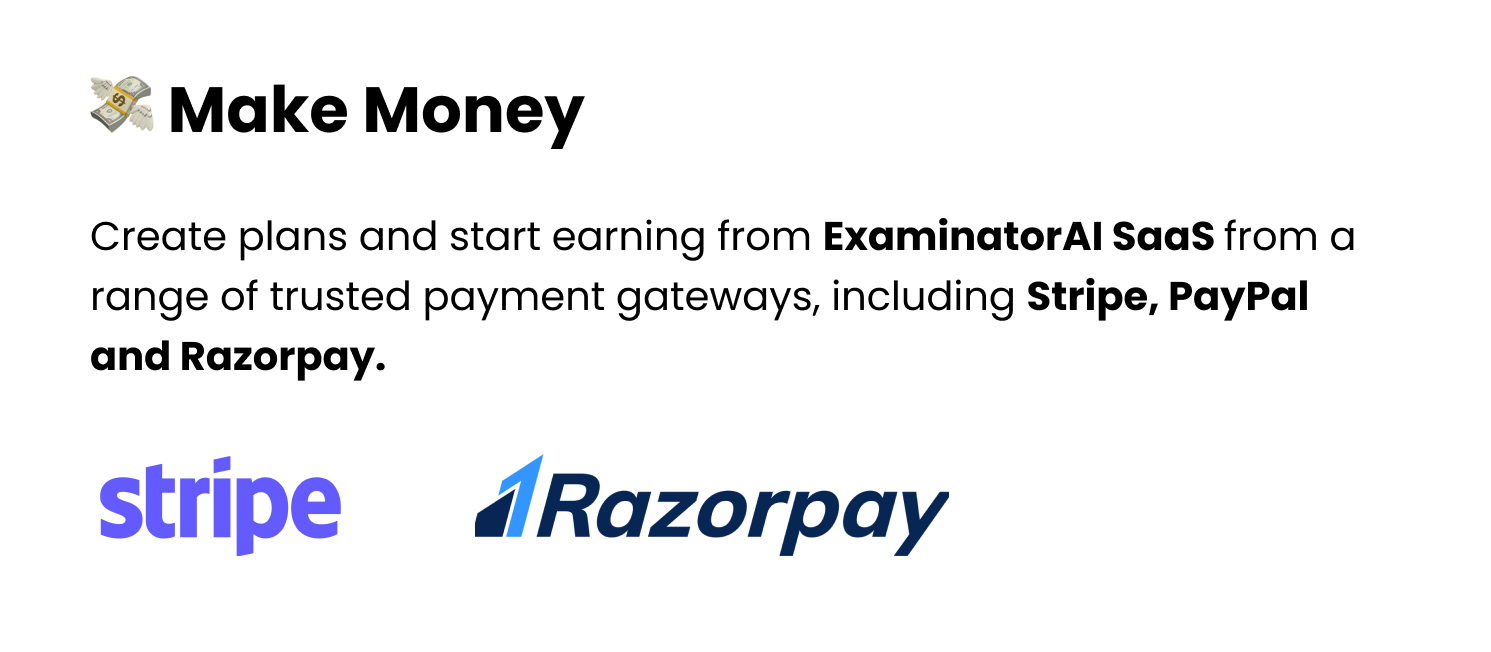 💸 Make Money
Create plans and start earning from ExaminatorAI SaaS from a
range of trusted payment gateways, including Stripe, PayPal
and Razorpay.
stripe Razorpay